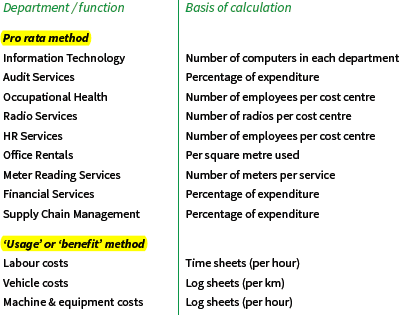 Department / function Basis of calculation
Pro rata method
Information Technology Number of computers in each department
Audit Services Percentage of expenditure
Occupational Health Number of employees per cost centre
Radio Services Number of radios per cost centre
HR Services Number of employees per cost centre
Office Rentals Per square metre used
Meter Reading Services Number of meters per service
Financial Services Percentage of expenditure
Supply Chain Management Percentage of expenditure
‘Usage’ or ‘benefit’ method
Labour costs Time sheets (per hour)
Vehicle costs Log sheets (per km)
Machine & equipment costs Log sheets (per hour)